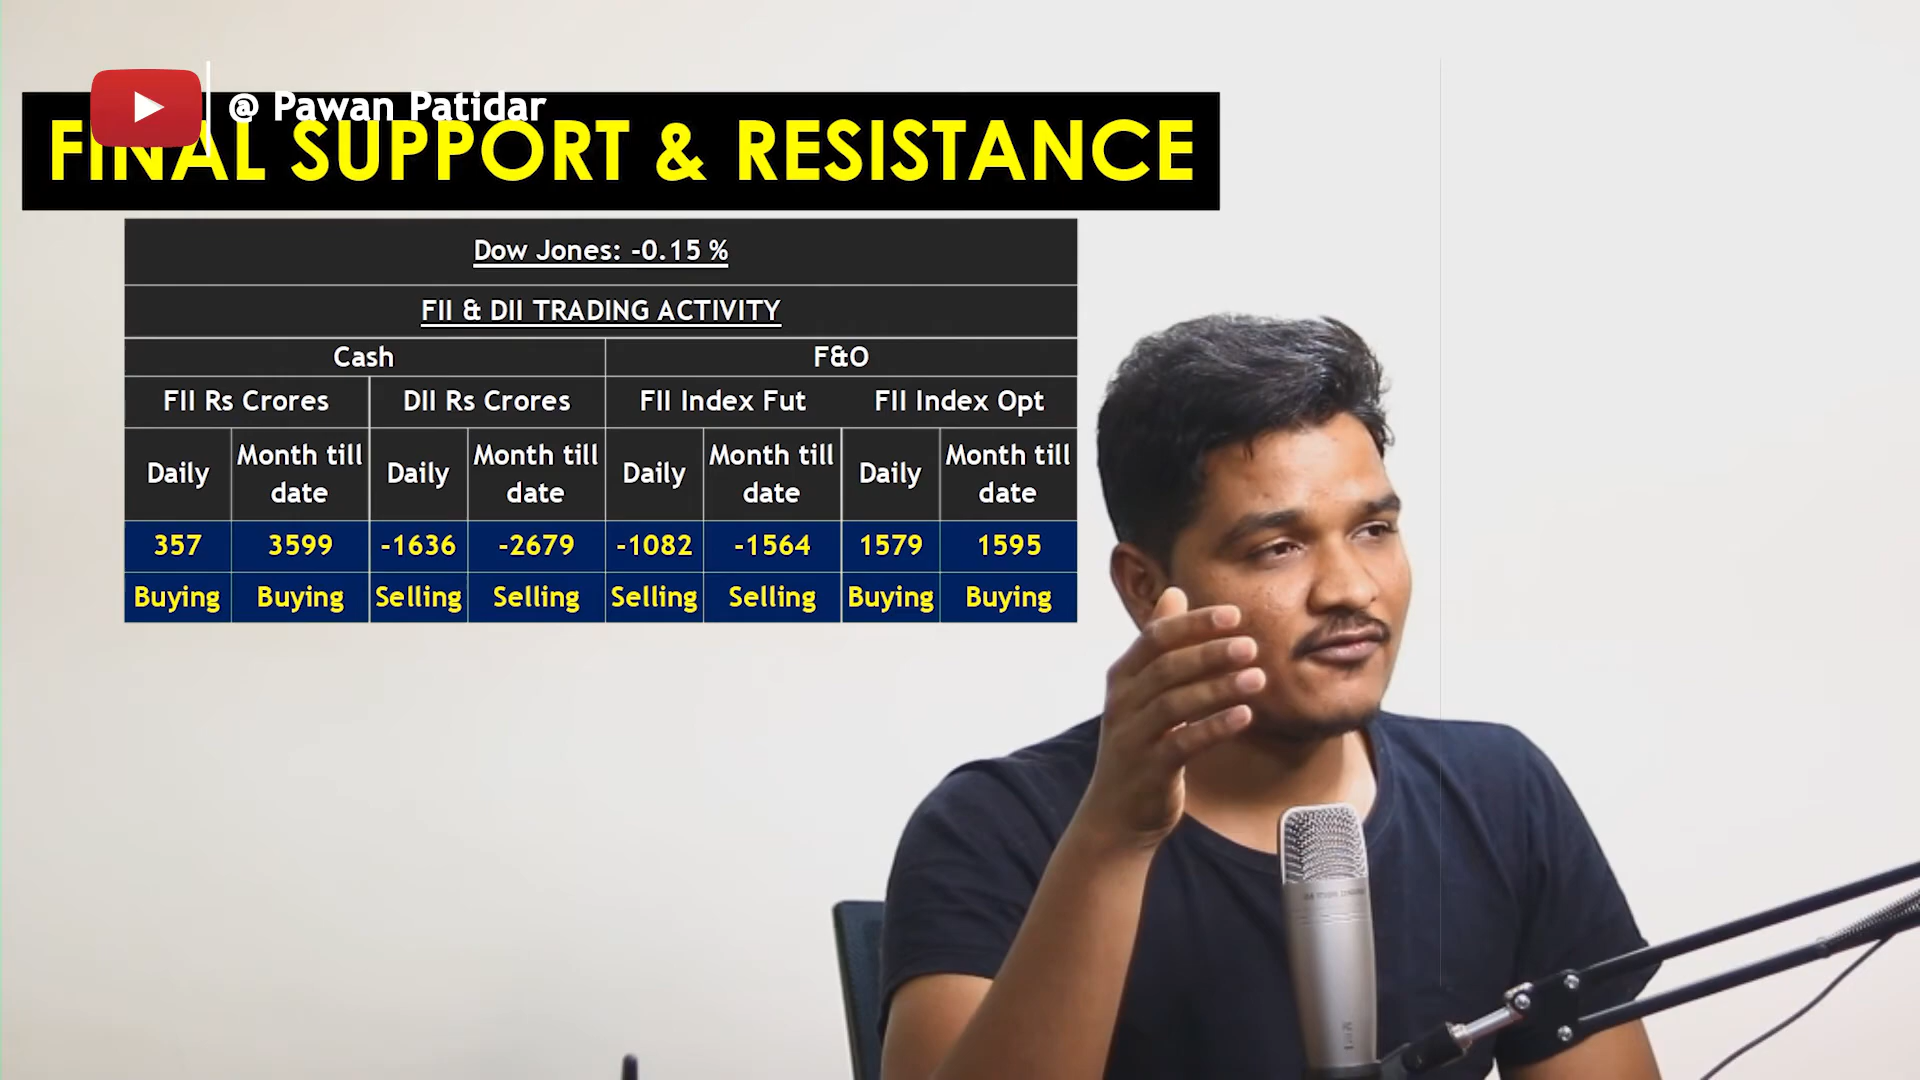 @ Pawan Patidar
FINAL SUPPORT & RESISTANCE
Dow Jones: -0.15 %
FII & DII TRADING ACTIVITY
Cash F&O
FII Rs Crores DII Rs Crores FII Index Fut FII Index Opt
Daily Month till date Daily Month till date Daily Month till date Daily Month till date
357 3599 -1636 -2679 -1082 -1564 1579 1595
Buying Buying Selling Selling Selling Selling Buying Buying